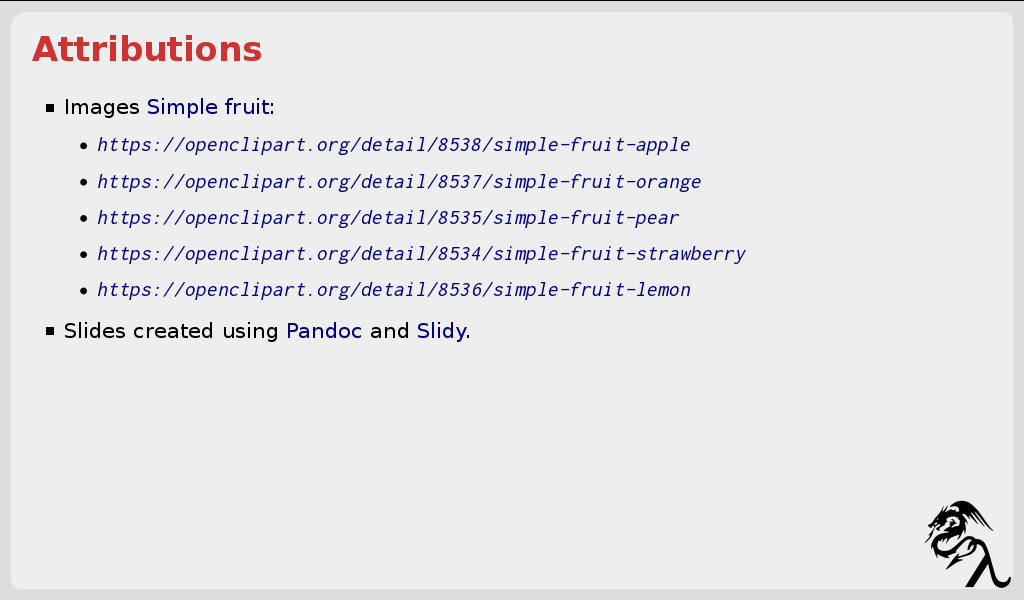 Attributions
Images Simple fruit:
https://openclipart.org/detail/8538/simple-fruit-apple
https://openclipart.org/detail/8537/simple-fruit-orange
https://openclipart.org/detail/8535/simple-fruit-pear
https://openclipart.org/detail/8534/simple-fruit-strawberry
https://openclipart.org/detail/8536/simple-fruit-lemon
Slides created using Pandoc and Slidy.